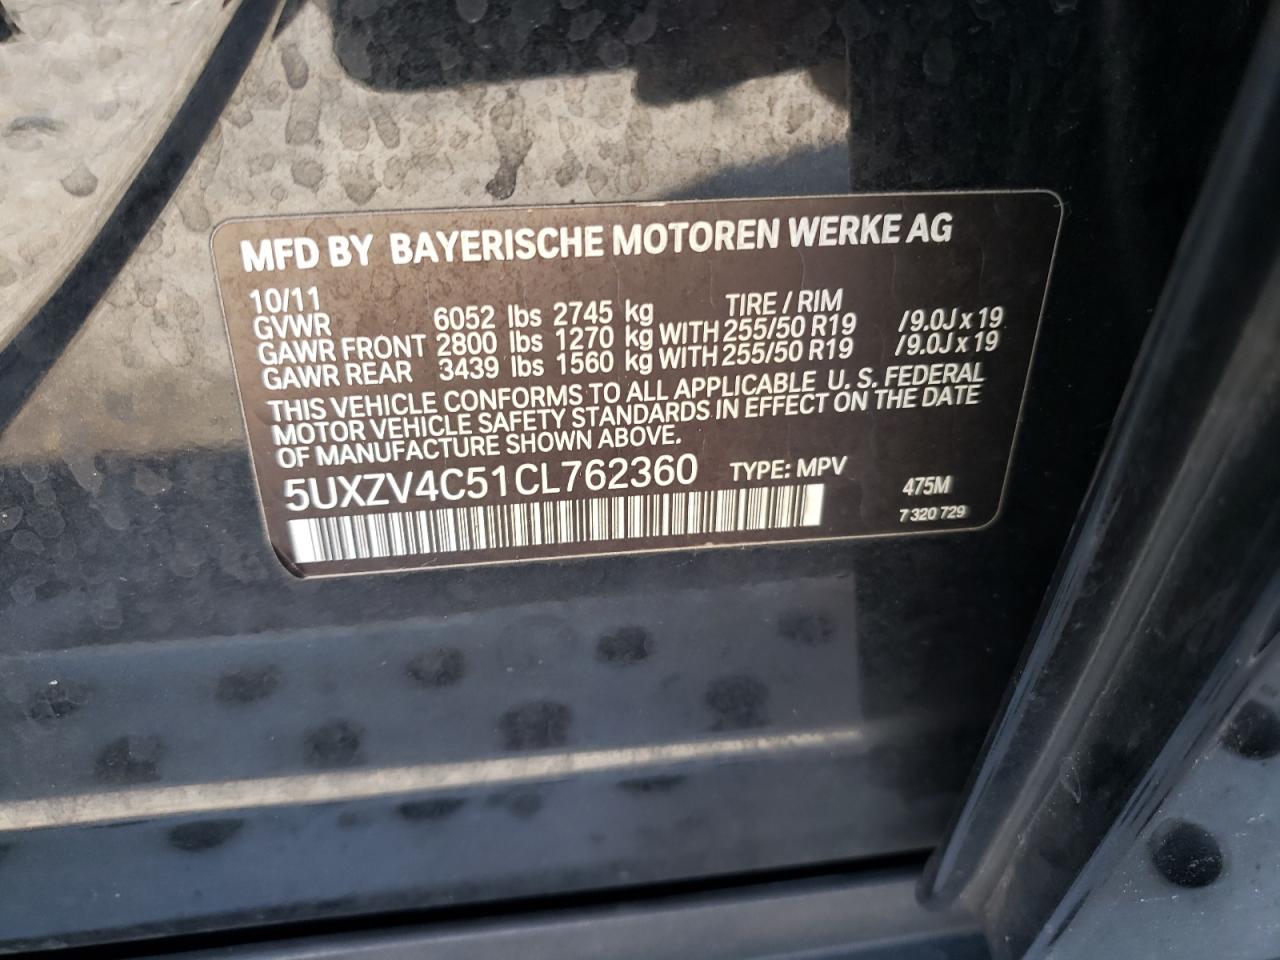 MFD BY BAYERISCHE MOTOREN WERKE AG
10/11 TIRE / RIM
GVWR 6052 lbs 2745 kg
GAWR FRONT 2800 lbs 1270 kg WITH 255/50 R19 /9.0J x 19
GAWR REAR 3439 lbs 1560 kg WITH 255/50 R19 /9.0J x 19
THIS VEHICLE CONFORMS TO ALL APPLICABLE U. S. FEDERAL
MOTOR VEHICLE SAFETY STANDARDS IN EFFECT ON THE DATE
OF MANUFACTURE SHOWN ABOVE.
5UXZV4C51CL762360 TYPE: MPV
475M
7 320 729